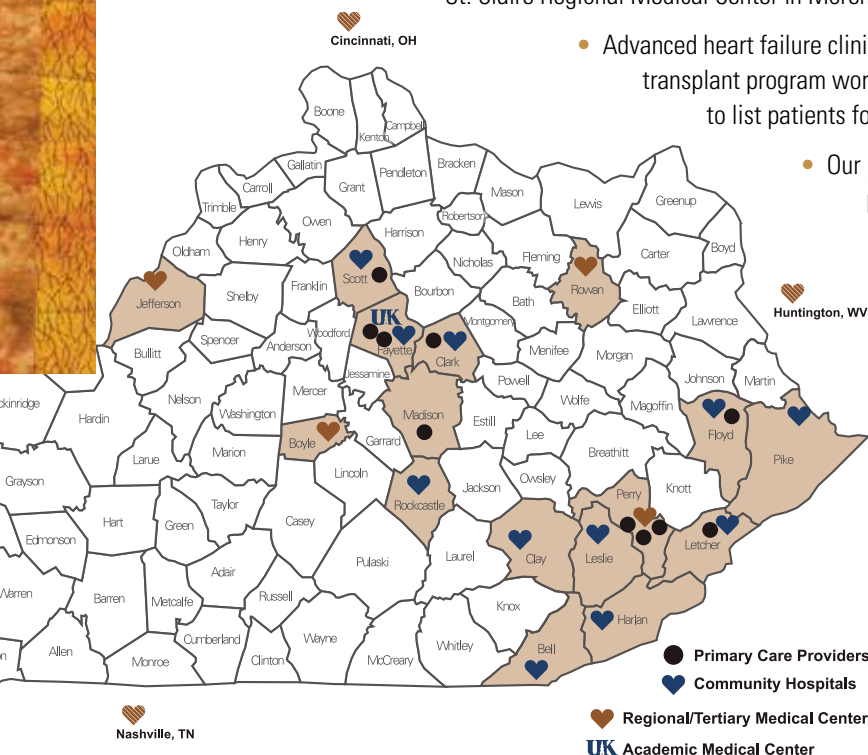 St. Claire Regional Medical Center in
Cincinnati, OH
• Advanced heart failure
transplant program
to list patients
• Our
Boone
Kenton
Campbell
Gallatin
Carroll
Trimble
Grant
Pendleton
Bracken
Mason
Lewis
Greenup
Owen
Robertson
Harrison
Oldham
Henry
Fleming
Carter
Boyd
Nicholas
Scott
Rowan
Jefferson
Shelby
Franklin
Bourbon
Bath
Elliott
Huntington, WV
UK
Lawrence
Montgomery
Woodford
Spencer
Anderson
Fayette
Bullitt
Clark
Menifee
Morgan
Jessamine
Johnson
Martin
Powell
Mercer
Nelson
Wolfe
Magoffin
Hardin
Washington
Madison
Estill
Floyd
Boyle
Garrard
Lee
Marion
Breathitt
Pike
Larue
Lincoln
Grayson
Owsley
Jackson
Knott
Perry
Rockcastle
Taylor
Hart
Green
Casey
Edmonson
Letcher
Laurel
Clay
Leslie
Pulaski
Adair
Warren
Barren
Metcalfe
Russell
Knox
Harlan
Cumberland
Wayne
Whitley
Bell
Allen
Monroe
Clinton
McCreary
Primary Care Providers
Community Hospitals
Nashville, TN
Regional/Tertiary Medical Center
UK Academic Medical Center